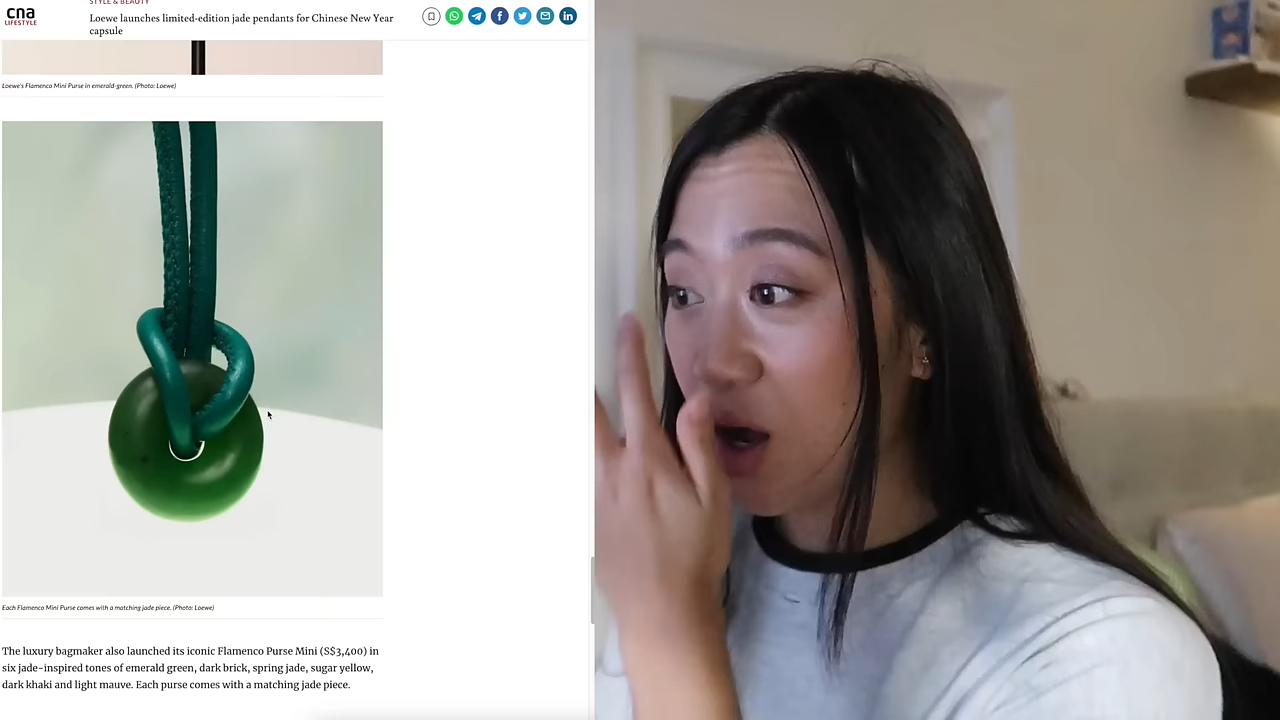 cna
LIFESTYLE
STYLE & BEAUTY
Loewe launches limited-edition jade pendants for Chinese New Year
capsule
Loewe's Flamenco Mini Purse in emerald-green. (Photo: Loewe)
Each Flamenco Mini Purse comes with a matching jade piece. (Photo: Loewe)
The luxury bagmaker also launched its iconic Flamenco Purse Mini (S$3,400) in
six jade-inspired tones of emerald green, dark brick, spring jade, sugar yellow,
dark khaki and light mauve. Each purse comes with a matching jade piece.